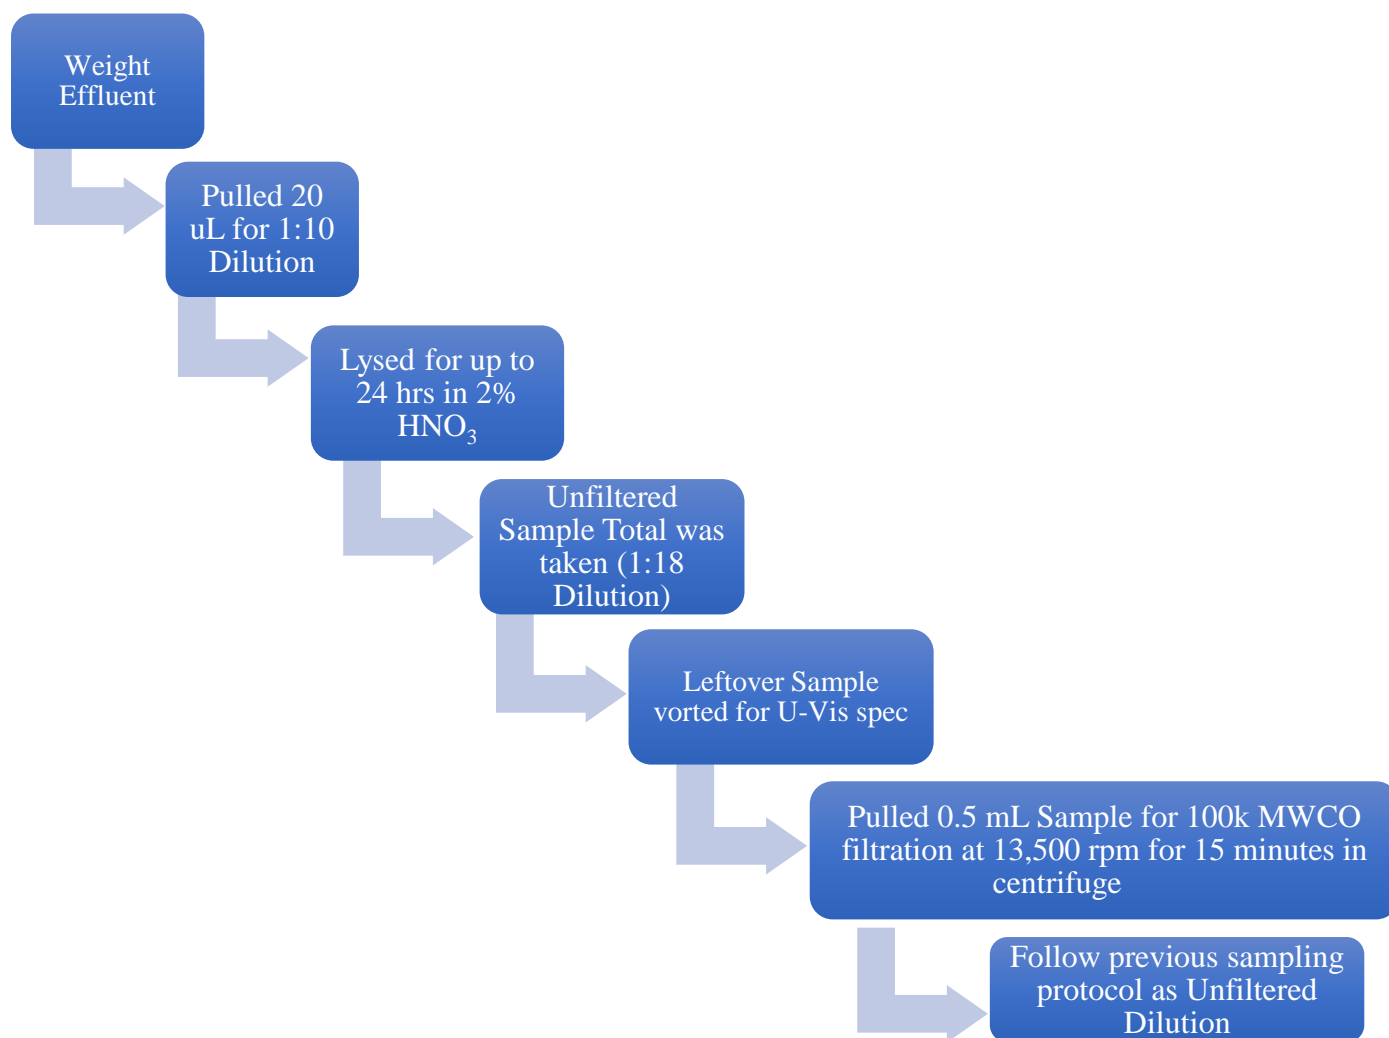 Weight
Effluent
Pulled 20
uL for 1:10
Dilution
Lysed for up to
24 hrs in 2%
HNO₃
Unfiltered
Sample Total was
taken (1:18
Dilution)
Leftover Sample
vorted for U-Vis spec
Pulled 0.5 mL Sample for 100k MWCO
filtration at 13,500 rpm for 15 minutes in
centrifuge
Follow previous sampling
protocol as Unfiltered
Dilution